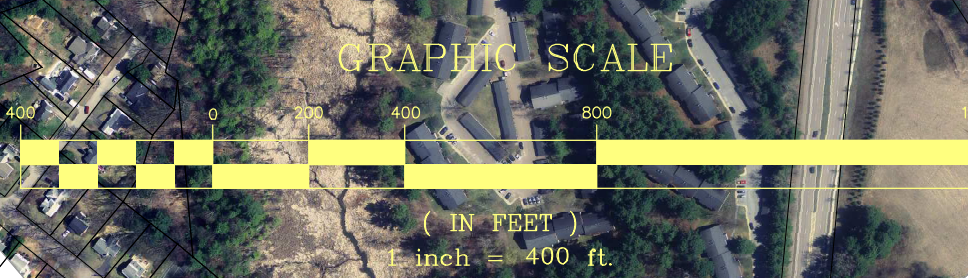 GRAPHIC SCALE
400 0 200 400 800
( IN FEET )
1 inch = 400 ft.